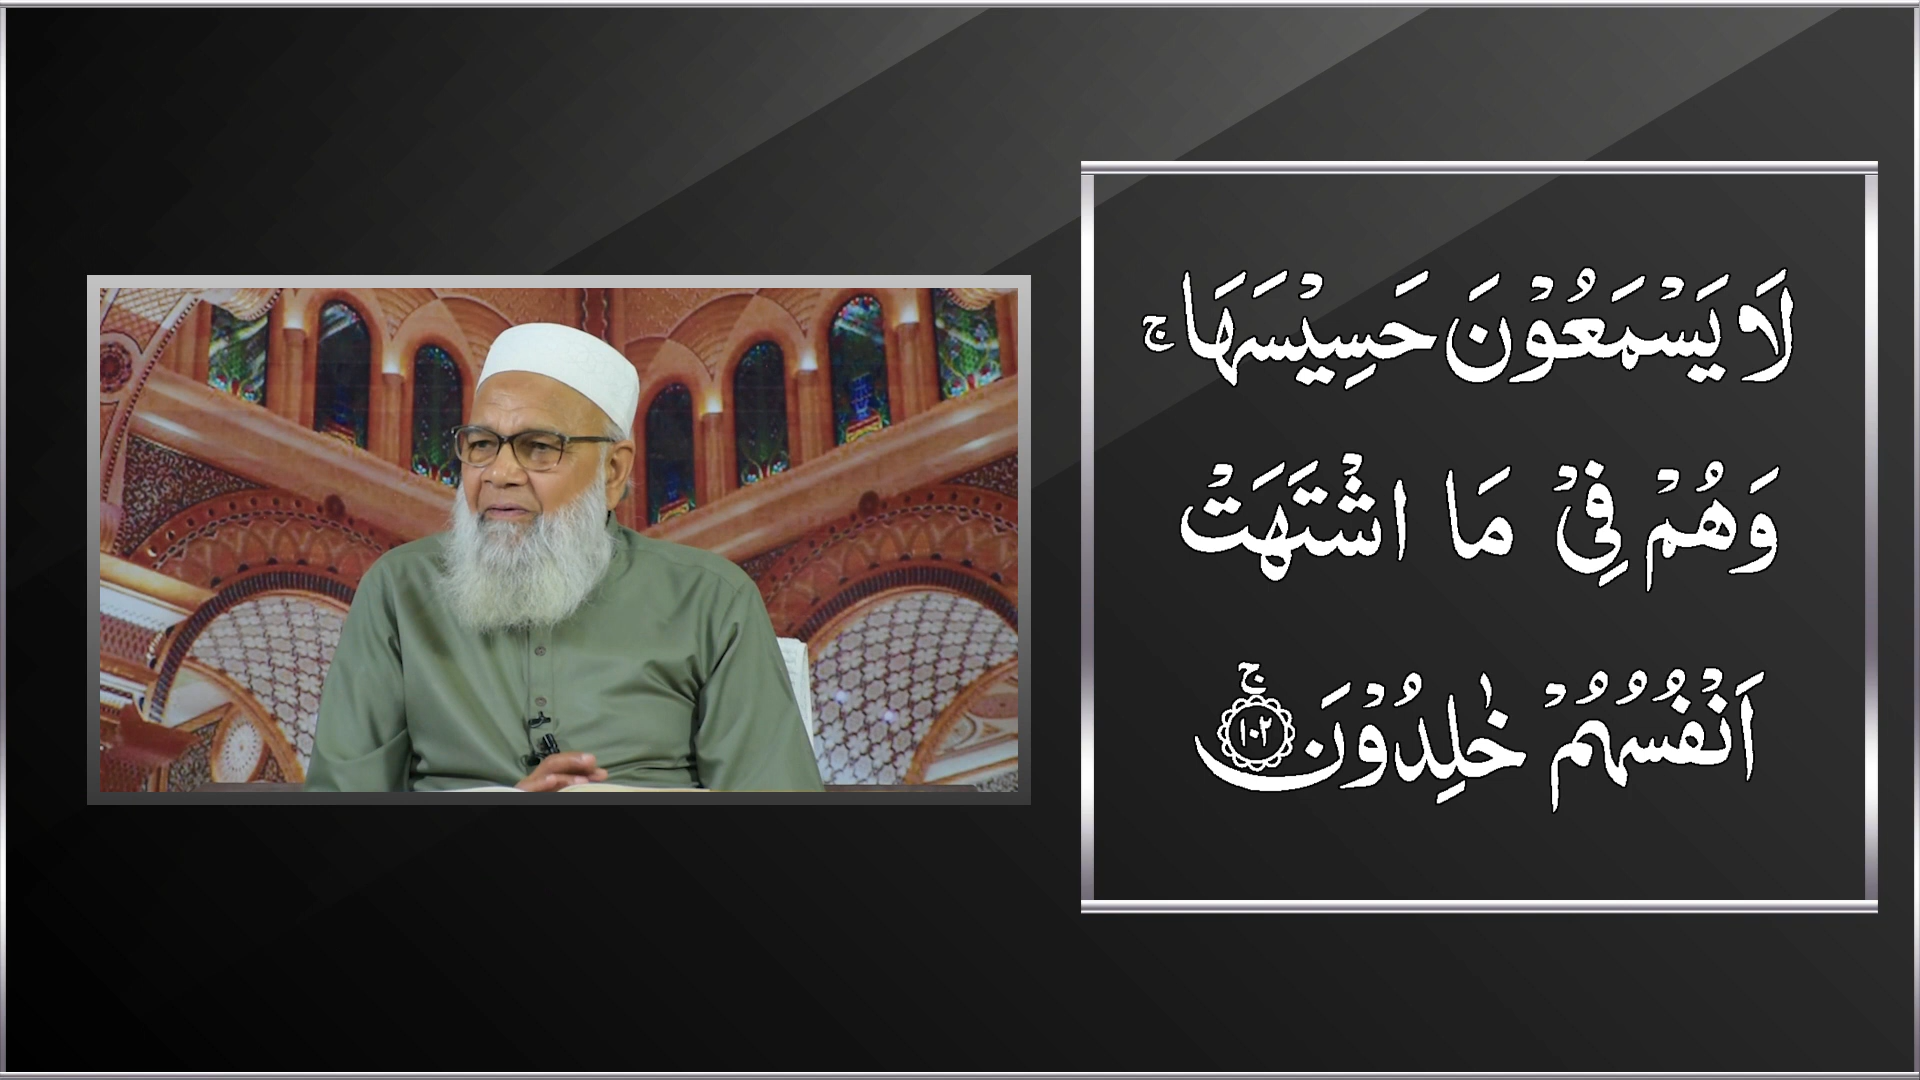 لَا يَسْمَعُوْنَ حَسِيْسَهَا ۚ
وَهُمْ فِيْ مَا اشْتَهَتْ
اَنْفُسُهُمْ خٰلِدُوْنَ ۚ ۝١٠٢